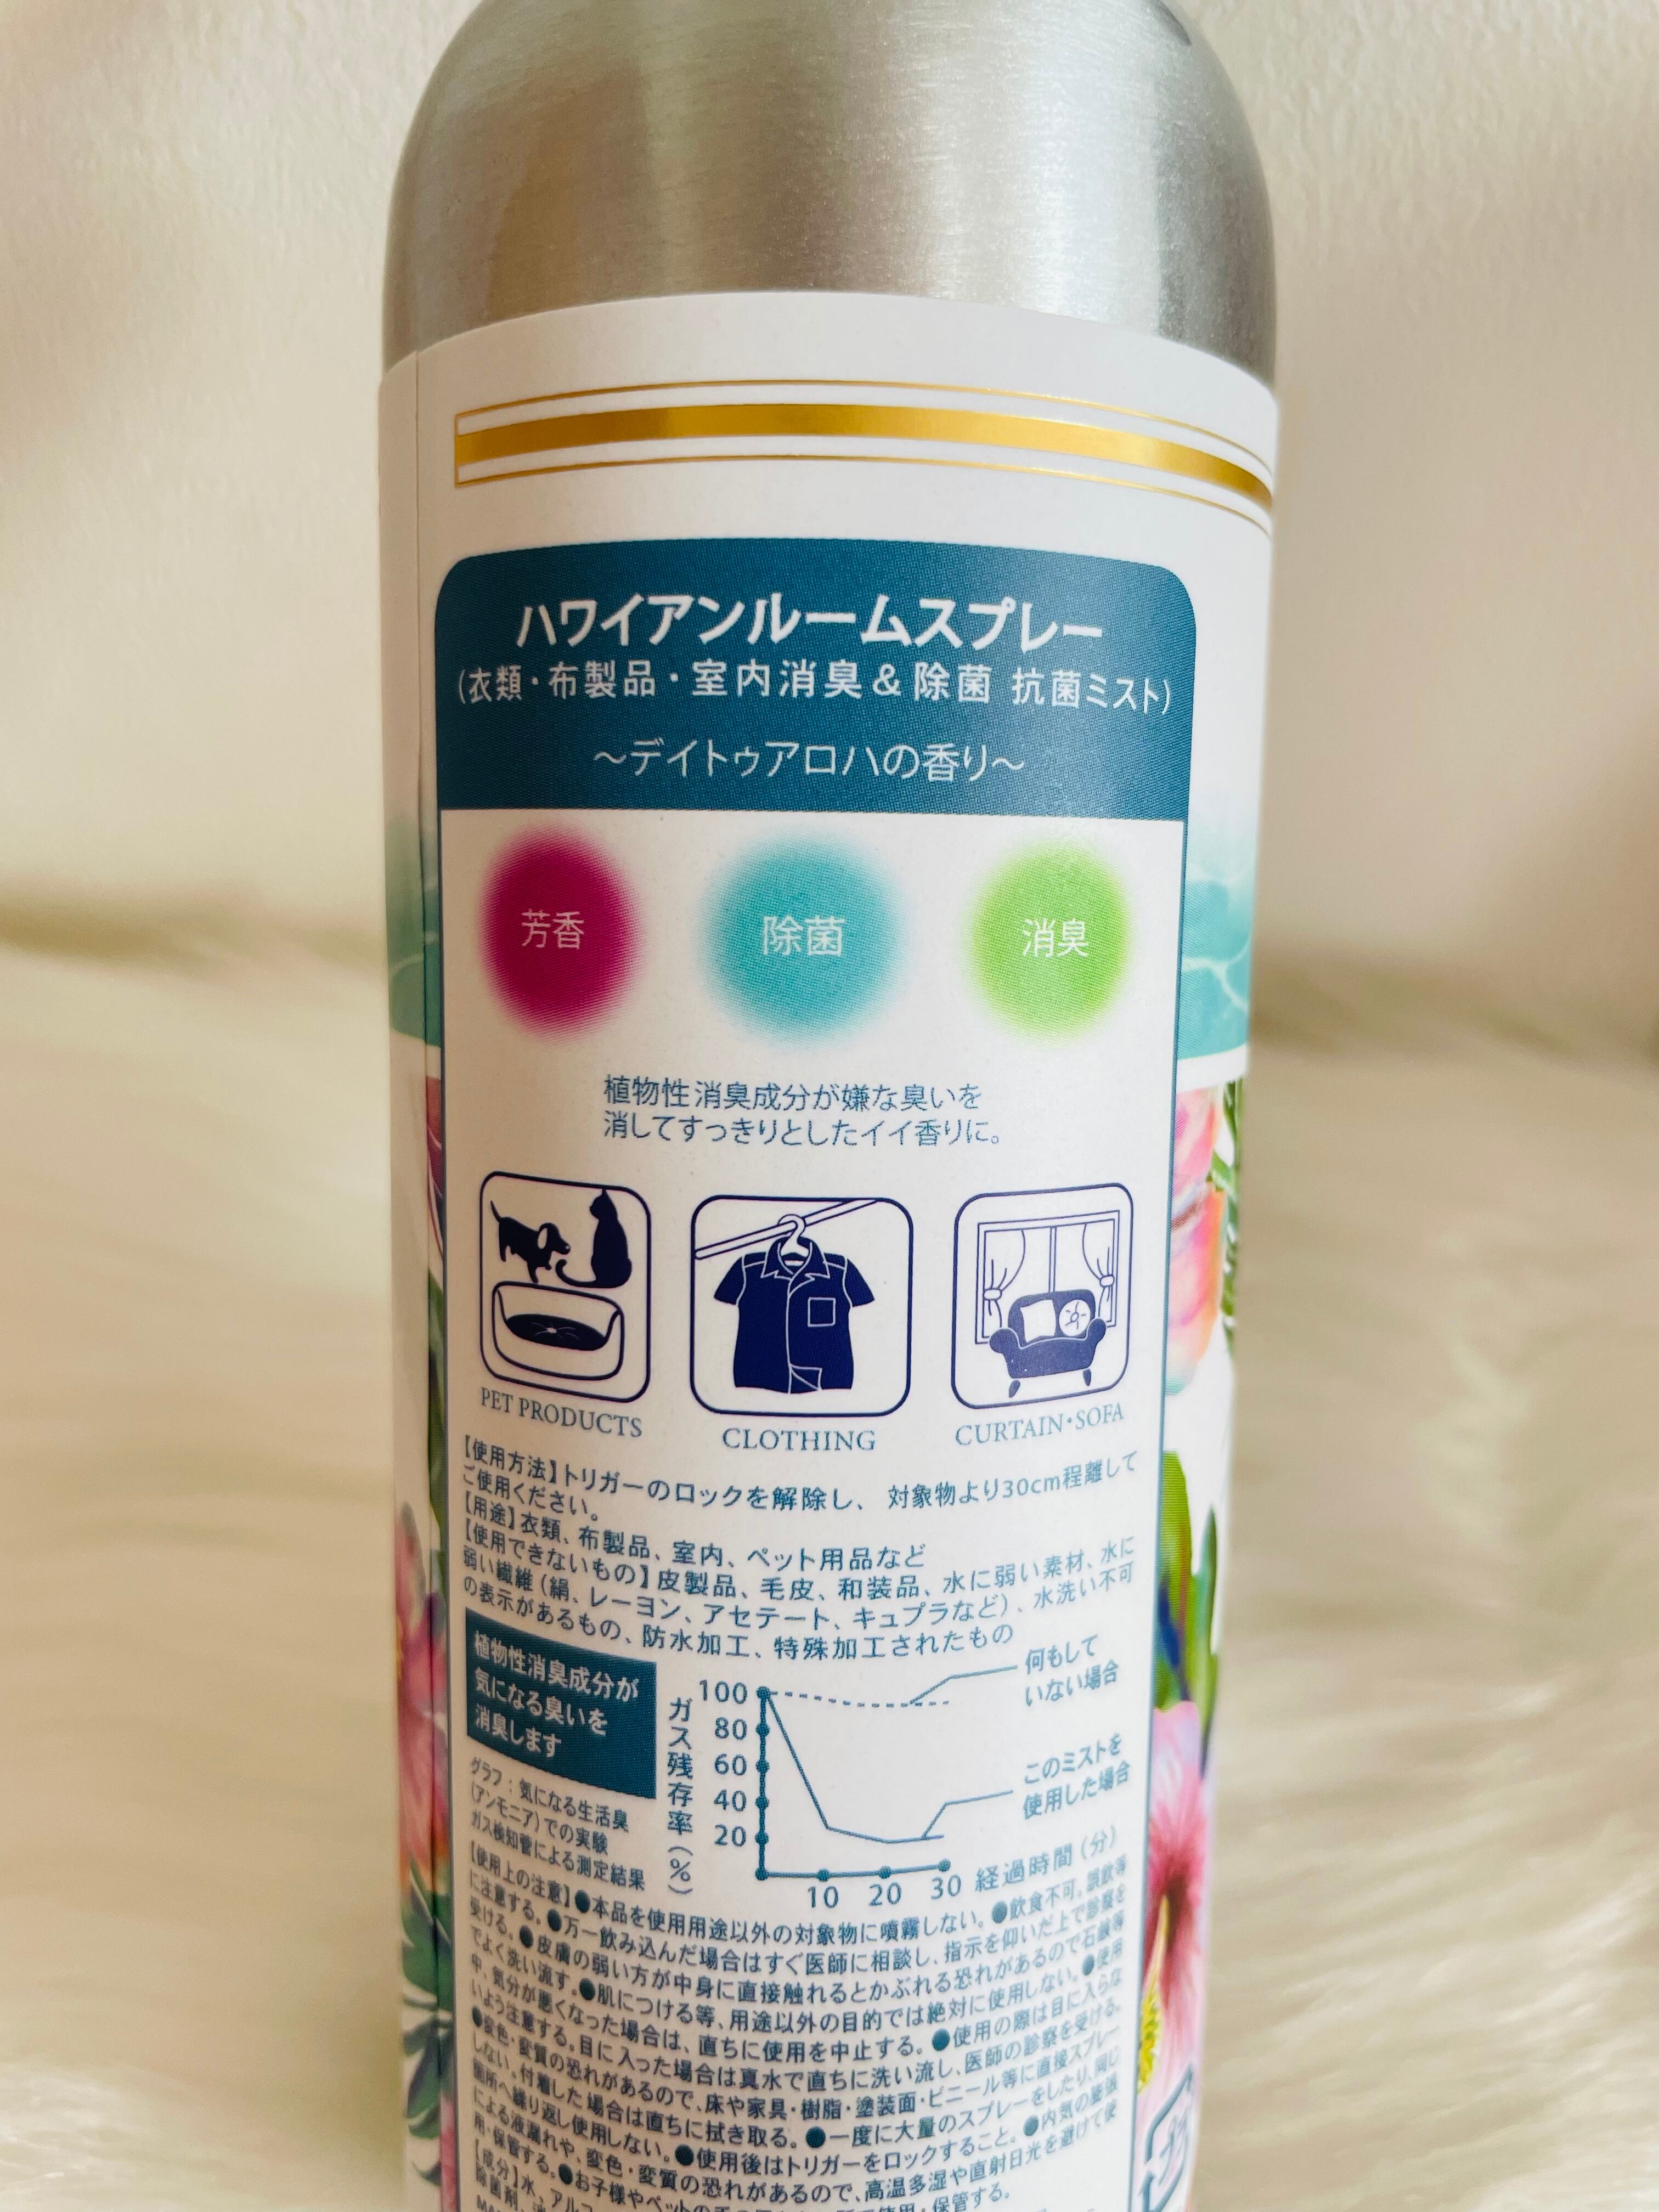 ハワイアンルームスプレー
(衣類・布製品・室内消臭&除菌 抗菌ミスト)
〜デイトゥアロハの香り〜
芳香 除菌 消臭
植物性消臭成分が嫌な臭いを
消してすっきりとしたイイ香りに。
PET PRODUCTS CLOTHING CURTAIN・SOFA
【使用方法】トリガーのロックを解除し、対象物より30cm程離して
ご使用ください。
【用途】衣類、布製品、室内、ペット用品など
【使用できないもの】皮製品、毛皮、和装品、水に弱い素材、水に
弱い繊維(絹、レーヨン、アセテート、キュプラなど)、水洗い不可
の表示があるもの、防水加工、特殊加工されたもの
植物性消臭成分が
気になる臭いを
消臭します
グラフ：気になる生活臭
(アンモニア)での実験
ガス検知管による測定結果
ガス残存率(%)
100
80
60
40
20
10 20 30 経過時間(分)
何もして
いない場合
このミストを
使用した場合
【使用上の注意】●本品を使用用途以外の対象物に噴霧しない。●飲食不可。誤飲等
に注意する。●万一飲み込んだ場合はすぐ医師に相談し、指示を仰いだ上で診察を
受ける。●皮膚の弱い方が中身に直接触れるとかぶれる恐れがあるので石鹸等
でよく洗い流す。●肌につける等、用途以外の目的では絶対に使用しない。●使用
中、気分が悪くなった場合は、直ちに使用を中止する。●使用の際は目に入らな
いよう注意する。目に入った場合は真水で直ちに洗い流し、医師の診察を受ける。
●変色・変質の恐れがあるので、床や家具・樹脂・塗装面・ビニール等に直接スプレー
しない。付着した場合は直ちに拭き取る。●一度に大量のスプレーをしたり、同じ
箇所へ繰り返し使用しない。●使用後はトリガーをロックすること。●内気の膨張
による液漏れや、変色・変質の恐れがあるので、高温多湿や直射日光を避けて使
用・保管する。●お子様やペットの手の届かない所で使用・保管する。
【成分】水、アルコ
除菌剤、